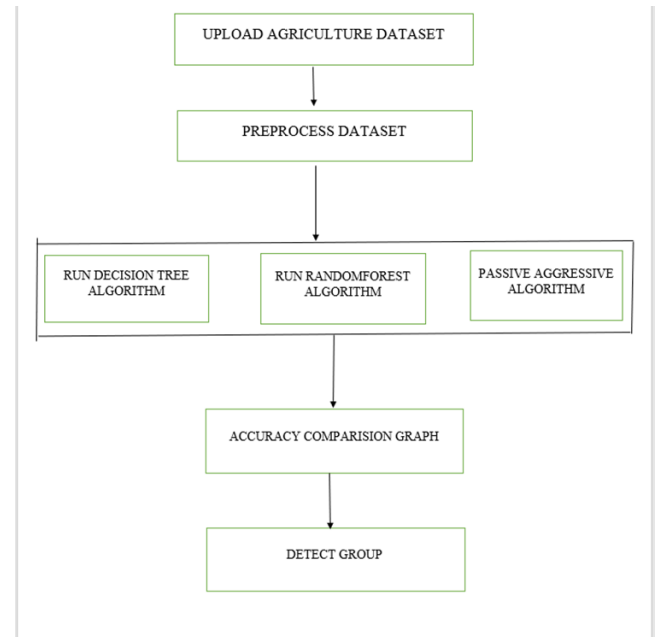 UPLOAD AGRICULTURE DATASET
PREPROCESS DATASET
RUN DECISION TREE
ALGORITHM
RUN RANDOMFOREST
ALGORITHM
PASSIVE AGGRESSIVE
ALGORITHM
ACCURACY COMPARISION GRAPH
DETECT GROUP